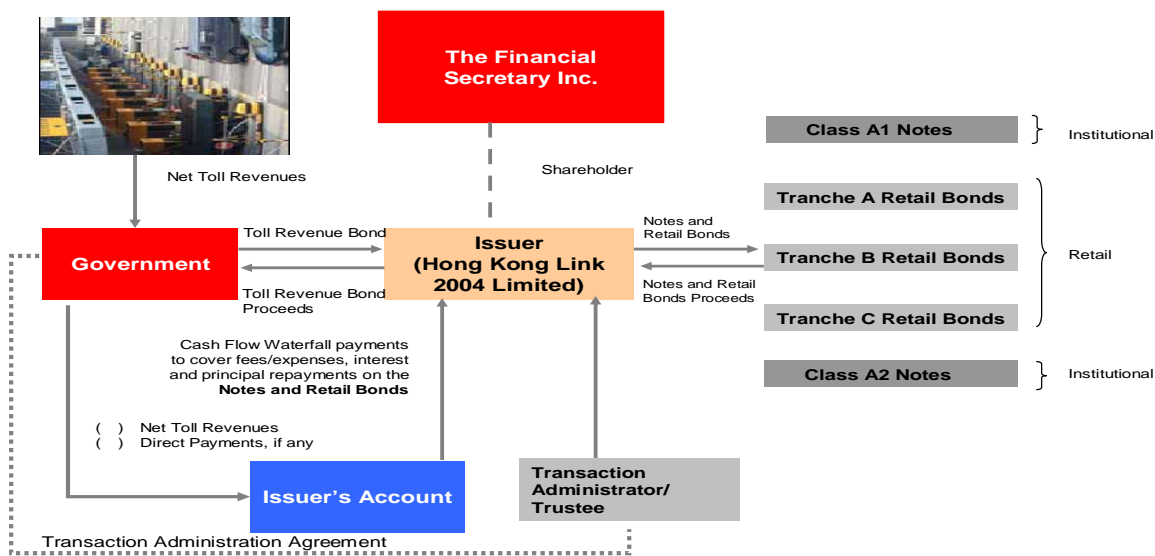 The Financial
Secretary Inc.
Class A1 Notes
Institutional
Net Toll Revenues
Shareholder
Tranche A Retail Bonds
Toll Revenue Bond
Issuer
(Hong Kong Link
2004 Limited)
Notes and
Retail Bonds
Government
Tranche B Retail Bonds
Retail
Toll Revenue Bond
Proceeds
Notes and Retail
Bonds Proceeds
Tranche C Retail Bonds
Cash Flow Waterfall payments
to cover fees/expenses, interest
and principal repayments on the
Notes and Retail Bonds
Class A2 Notes
Institutional
( ) Net Toll Revenues
( ) Direct Payments, if any
Issuer's Account
Transaction
Administrator/
Trustee
Transaction Administration Agreement